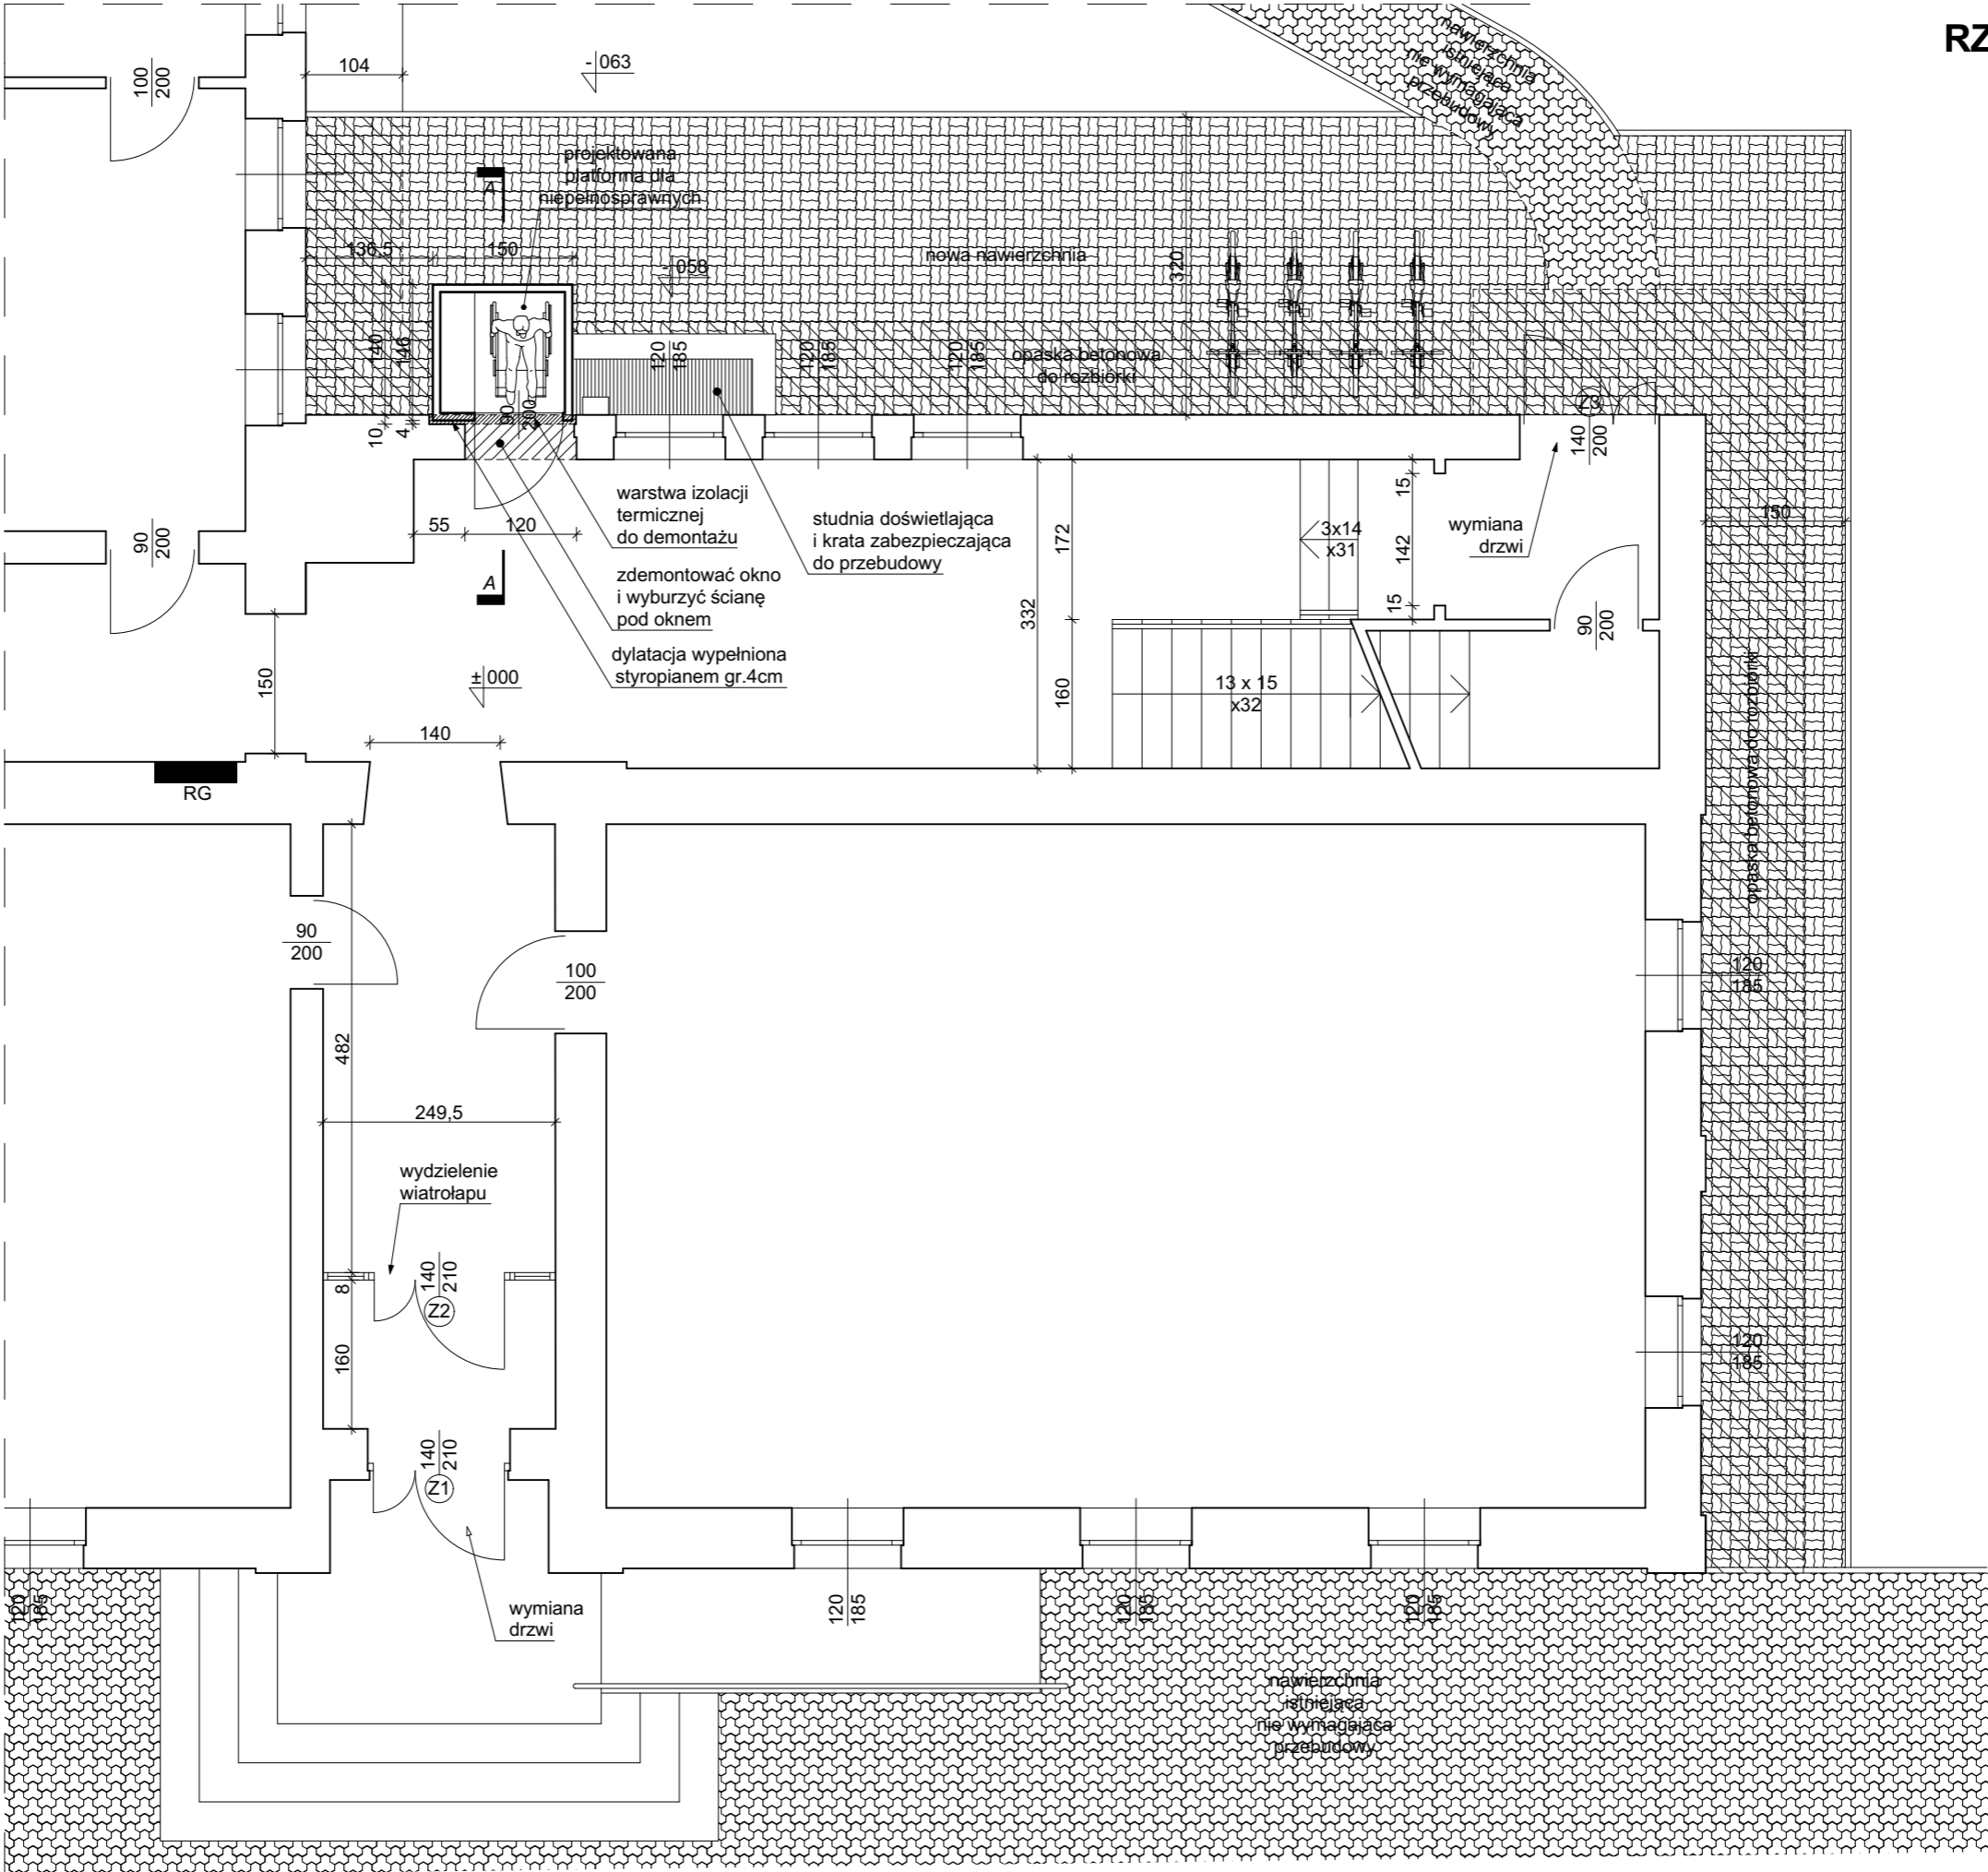 RZ
104
- 063
100
200
nawierzchnia
istniejąca
nie wymagająca
przebudowy
projektowana
platforma dla
niepełnosprawnych
A
136,5
150
- 058
nowa nawierzchnia
320
140
146
120
185
120
185
120
185
opaska betonowa
do rozbiórki
90
200
10
4
Z3
140
200
warstwa izolacji
termicznej
do demontażu
studnia doświetlająca
i krata zabezpieczająca
do przebudowy
55
120
90
200
172
3x14
x31
15
142
15
wymiana
drzwi
150
A
zdemontować okno
i wyburzyć ścianę
pod oknem
332
90
200
dylatacja wypełniona
styropianem gr.4cm
150
± 000
160
13 x 15
x32
opaska betonowa do rozbiórki
140
RG
90
200
100
200
120
185
482
249,5
wydzielenie
wiatrołapu
8
140
210
Z2
160
120
185
140
210
Z1
wymiana
drzwi
120
185
120
185
120
185
120
185
nawierzchnia
istniejąca
nie wymagająca
przebudowy